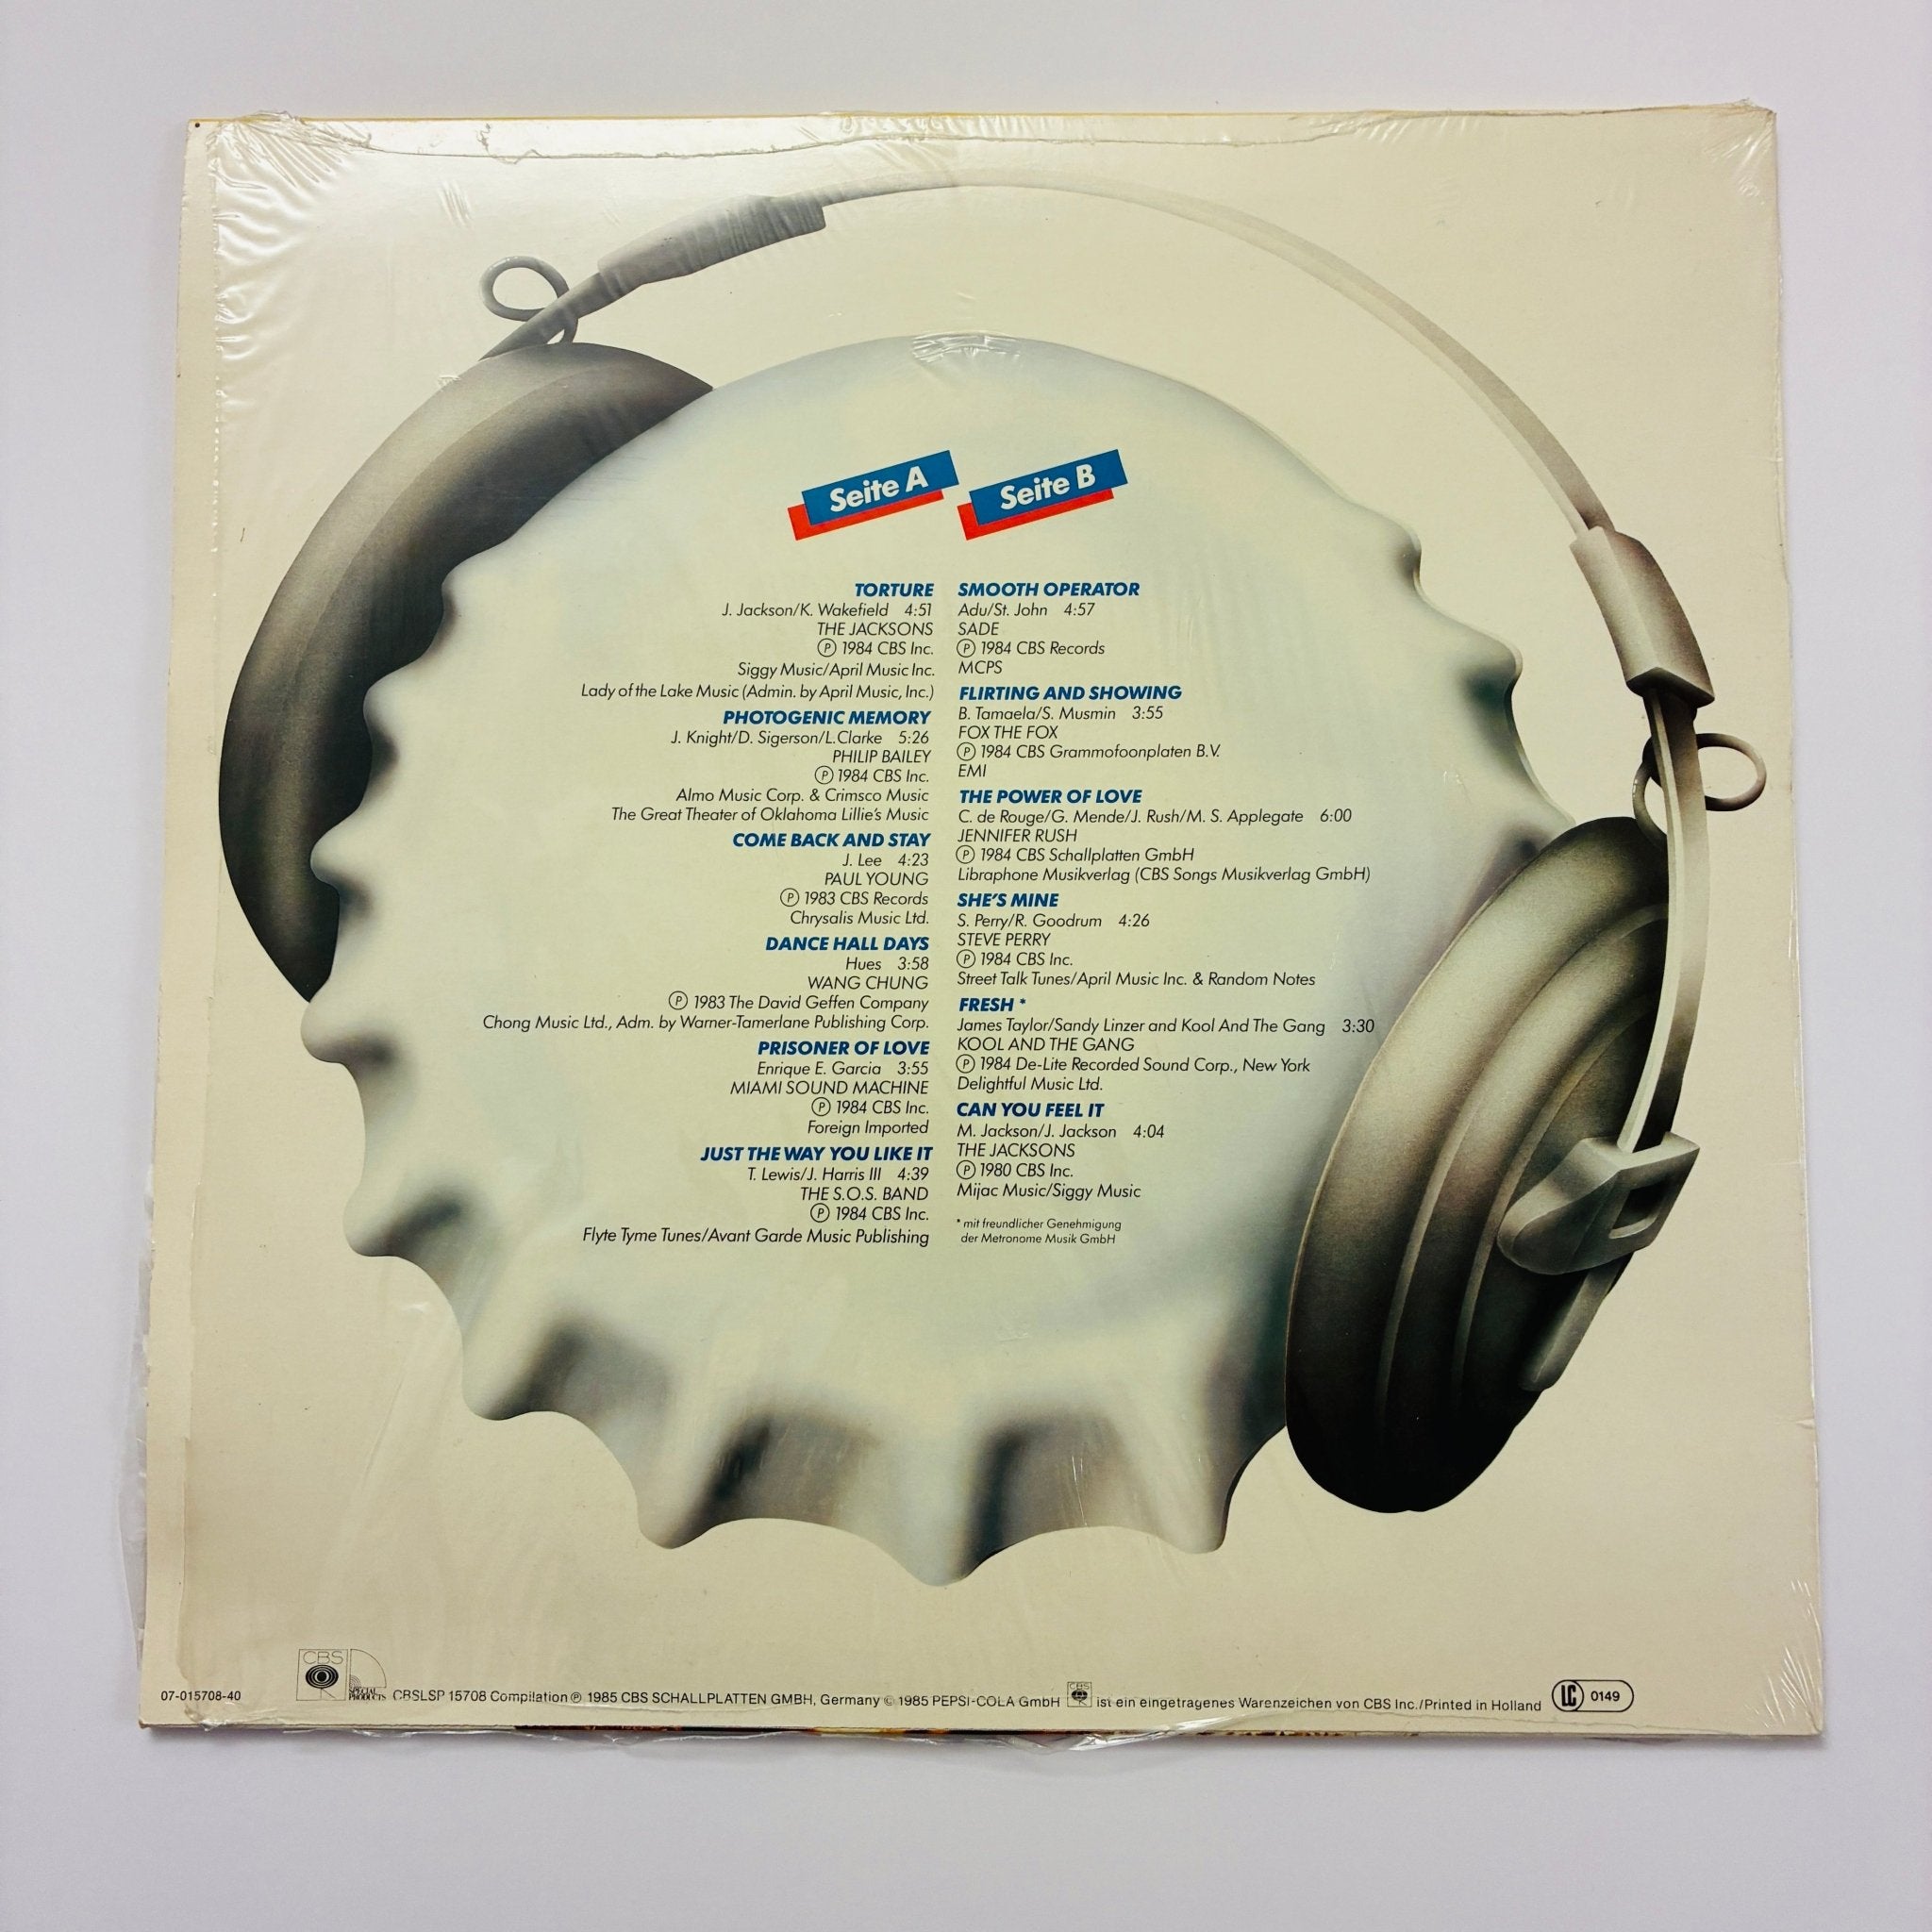 Seite A
TORTURE
J. Jackson/K. Wakefield 4:51
THE JACKSONS
Ⓟ 1984 CBS Inc.
Siggy Music/April Music Inc.
Lady of the Lake Music (Admin. by April Music, Inc.)
PHOTOGENIC MEMORY
J. Knight/D. Sigerson/L.Clarke 5:26
PHILIP BAILEY
Ⓟ 1984 CBS Inc.
Almo Music Corp. & Crimsco Music
The Great Theater of Oklahoma Lillie's Music
COME BACK AND STAY
J. Lee 4:23
PAUL YOUNG
Ⓟ 1983 CBS Records
Chrysalis Music Ltd.
DANCE HALL DAYS
Hues 3:58
WANG CHUNG
Ⓟ 1983 The David Geffen Company
Chong Music Ltd., Adm. by Warner-Tamerlane Publishing Corp.
PRISONER OF LOVE
Enrique E. Garcia 3:55
MIAMI SOUND MACHINE
Ⓟ 1984 CBS Inc.
Foreign Imported
JUST THE WAY YOU LIKE IT
T. Lewis/J. Harris III 4:39
THE S.O.S. BAND
Ⓟ 1984 CBS Inc.
Flyte Tyme Tunes/Avant Garde Music Publishing
Seite B
SMOOTH OPERATOR
Adu/St. John 4:57
SADE
Ⓟ 1984 CBS Records
MCPS
FLIRTING AND SHOWING
B. Tamaela/S. Musmin 3:55
FOX THE FOX
Ⓟ 1984 CBS Grammofoonplaten B.V.
EMI
THE POWER OF LOVE
C. de Rouge/G. Mende/J. Rush/M. S. Applegate 6:00
JENNIFER RUSH
Ⓟ 1984 CBS Schallplatten GmbH
Libraphone Musikverlag (CBS Songs Musikverlag GmbH)
SHE'S MINE
S. Perry/R. Goodrum 4:26
STEVE PERRY
Ⓟ 1984 CBS Inc.
Street Talk Tunes/April Music Inc. & Random Notes
FRESH *
James Taylor/Sandy Linzer and Kool And The Gang 3:30
KOOL AND THE GANG
Ⓟ 1984 De-Lite Recorded Sound Corp., New York
Delightful Music Ltd.
CAN YOU FEEL IT
M. Jackson/J. Jackson 4:04
THE JACKSONS
Ⓟ 1980 CBS Inc.
Mijac Music/Siggy Music
* mit freundlicher Genehmigung
der Metronome Musik GmbH
07-015708-40
CBS
SPECIAL
PRODUCTS
CBSLSP 15708 Compilation Ⓟ 1985 CBS SCHALLPLATTEN GMBH, Germany © 1985 PEPSI-COLA GmbH CBS ist ein eingetragenes Warenzeichen von CBS Inc./Printed in Holland
LC 0149